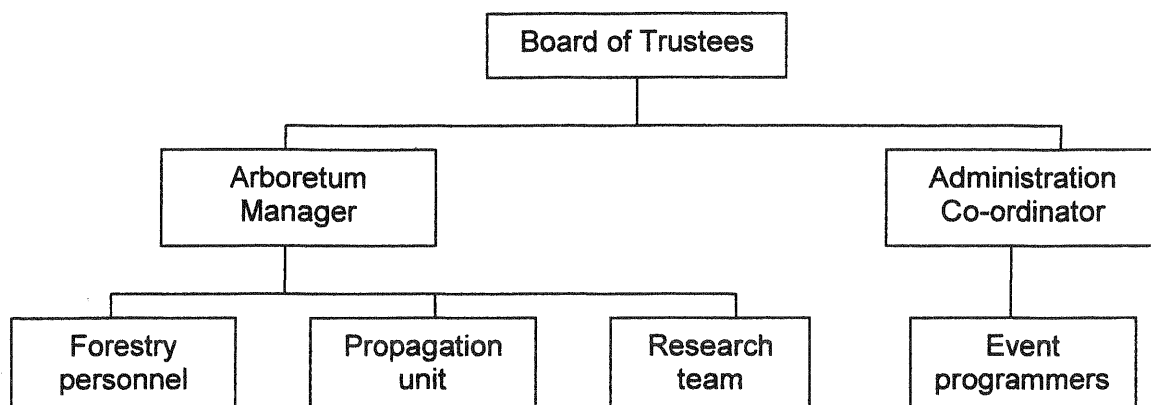 Board of Trustees
Arboretum
Manager
Administration
Co-ordinator
Forestry
personnel
Propagation
unit
Research
team
Event
programmers